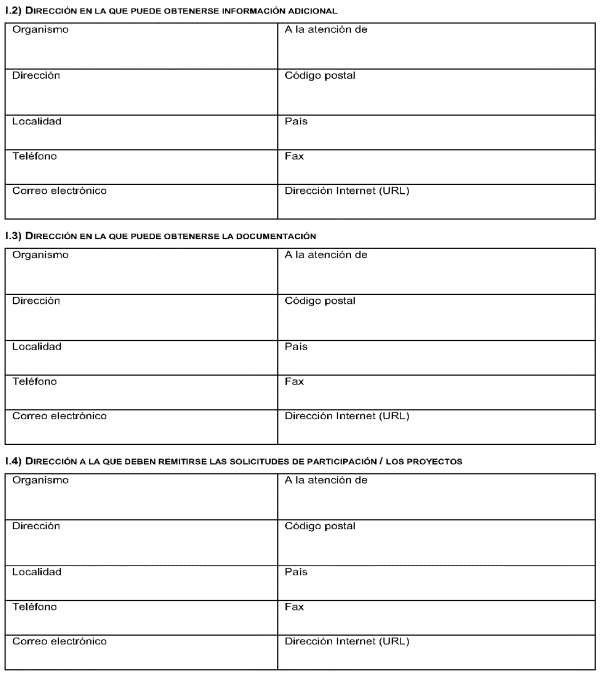 I.2) DIRECCIÓN EN LA QUE PUEDE OBTENERSE INFORMACIÓN ADICIONAL
Organismo A la atención de
Dirección Código postal
Localidad País
Teléfono Fax
Correo electrónico Dirección Internet (URL)
I.3) DIRECCIÓN EN LA QUE PUEDE OBTENERSE LA DOCUMENTACIÓN
Organismo A la atención de
Dirección Código postal
Localidad País
Teléfono Fax
Correo electrónico Dirección Internet (URL)
I.4) DIRECCIÓN A LA QUE DEBEN REMITIRSE LAS SOLICITUDES DE PARTICIPACIÓN / LOS PROYECTOS
Organismo A la atención de
Dirección Código postal
Localidad País
Teléfono Fax
Correo electrónico Dirección Internet (URL)